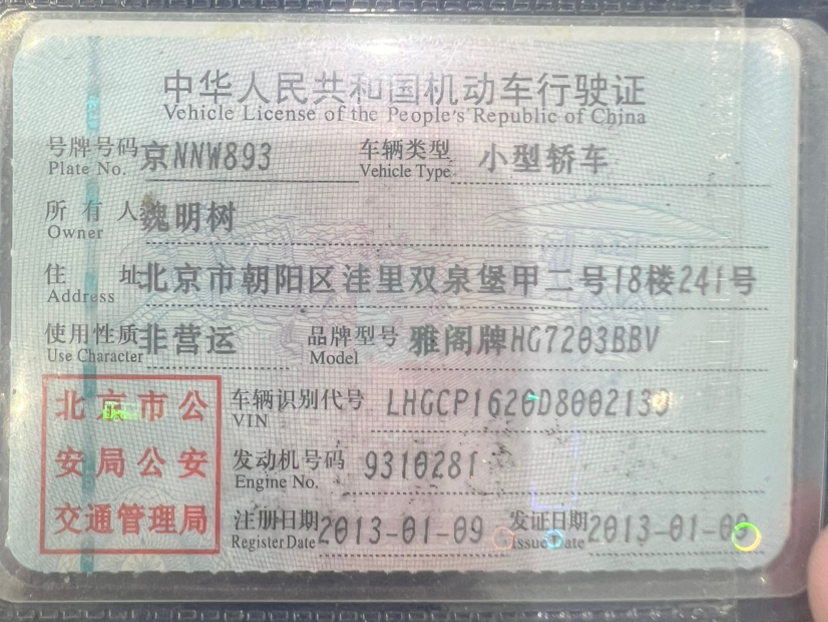 中华人民共和国机动车行驶证
Vehicle License of the People's Republic of China
号牌号码 京NNW893 车辆类型 小型轿车
Plate No. Vehicle Type
所有人 魏明树
Owner
住址 北京市朝阳区洼里双泉堡甲二号18楼241号
Address
使用性质 非营运 品牌型号 雅阁牌HG7203BBV
Use Character Model
北京市公安局公安交通管理局
车辆识别代号 LHGCP1620D8002139
VIN
发动机号码 9310281
Engine No.
注册日期 2013-01-09 发证日期 2013-01-09
Register Date Issue Date